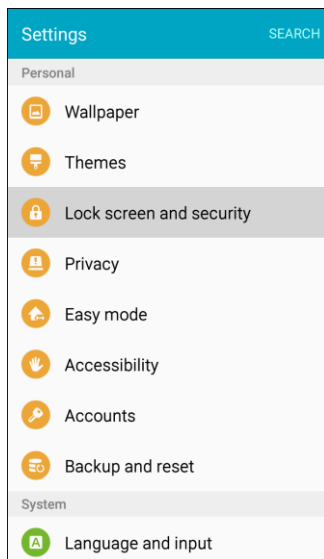 Settings SEARCH
Personal
Wallpaper
Themes
Lock screen and security
Privacy
Easy mode
Accessibility
Accounts
Backup and reset
System
A Language and input